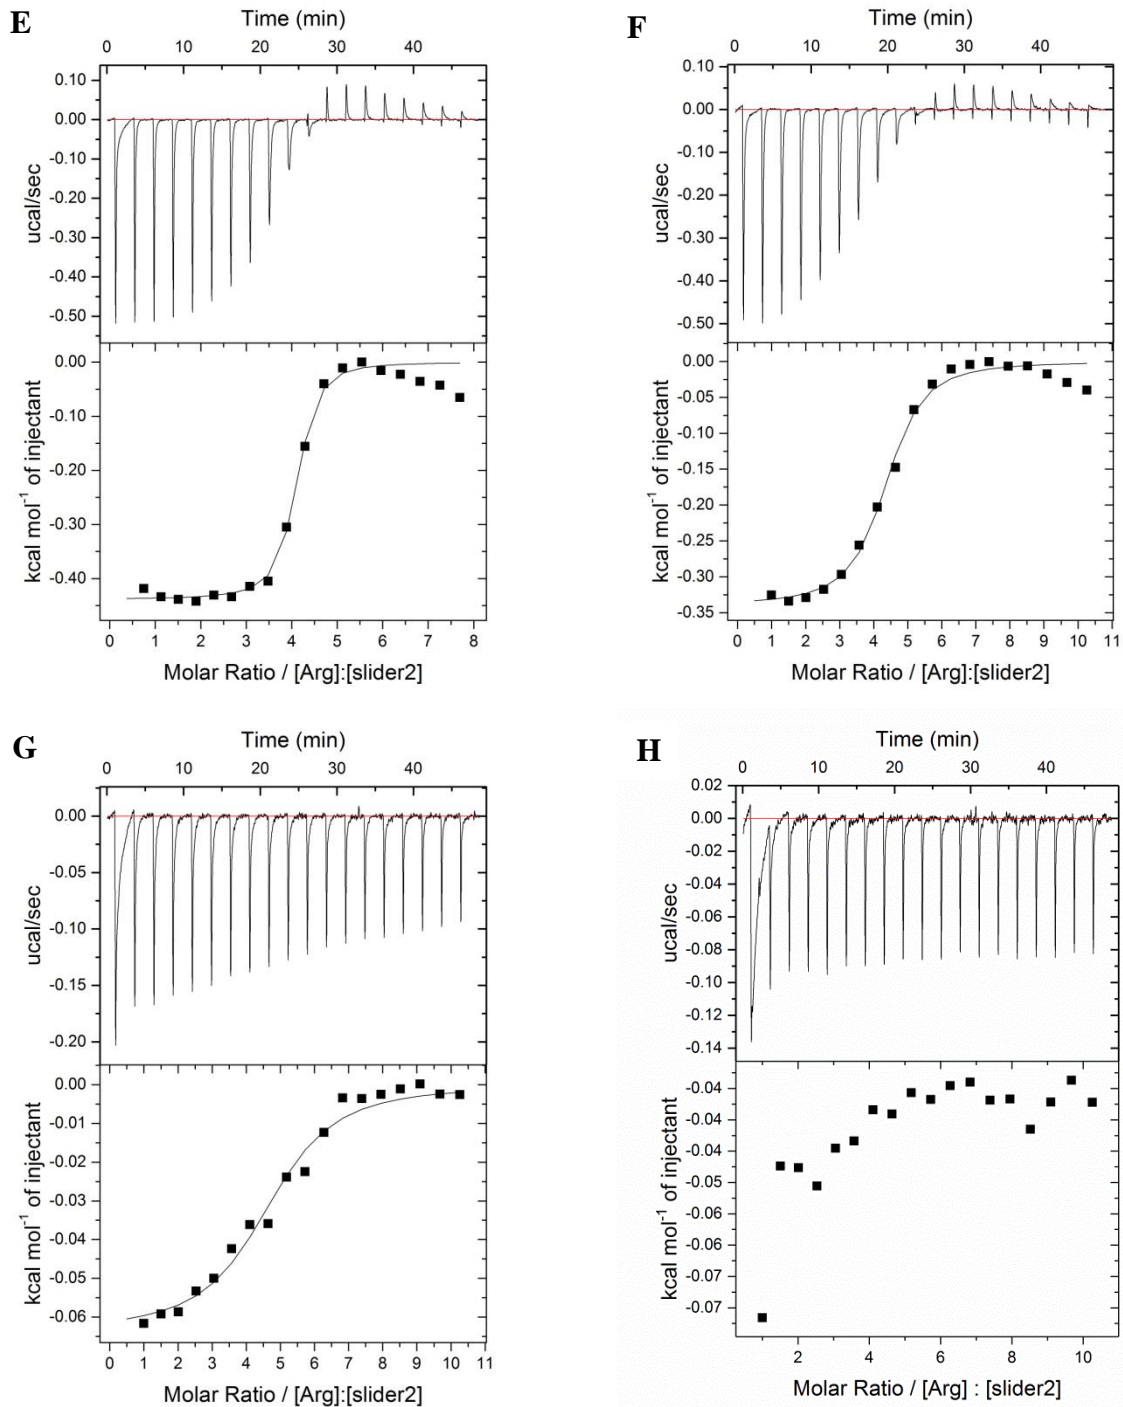 E
Time (min)
0 10 20 30 40
0.10
0.00
-0.10
-0.20
-0.30
-0.40
-0.50
ucal/sec
0.00
-0.10
-0.20
-0.30
-0.40
kcal mol⁻¹ of injectant
0 1 2 3 4 5 6 7 8
Molar Ratio / [Arg]:[slider2]
F
Time (min)
0 10 20 30 40
0.10
0.00
-0.10
-0.20
-0.30
-0.40
-0.50
ucal/sec
0.00
-0.05
-0.10
-0.15
-0.20
-0.25
-0.30
-0.35
kcal mol⁻¹ of injectant
0 1 2 3 4 5 6 7 8 9 10 11
Molar Ratio / [Arg]:[slider2]
G
Time (min)
0 10 20 30 40
0.00
-0.05
-0.10
-0.15
-0.20
ucal/sec
0.00
-0.01
-0.02
-0.03
-0.04
-0.05
-0.06
kcal mol⁻¹ of injectant
0 1 2 3 4 5 6 7 8 9 10 11
Molar Ratio / [Arg]:[slider2]
H
Time (min)
0 10 20 30 40
0.02
0.00
-0.02
-0.04
-0.06
-0.08
-0.10
-0.12
-0.14
ucal/sec
-0.04
-0.04
-0.04
-0.05
-0.06
-0.06
-0.07
-0.07
kcal mol⁻¹ of injectant
2 4 6 8 10
Molar Ratio / [Arg] : [slider2]